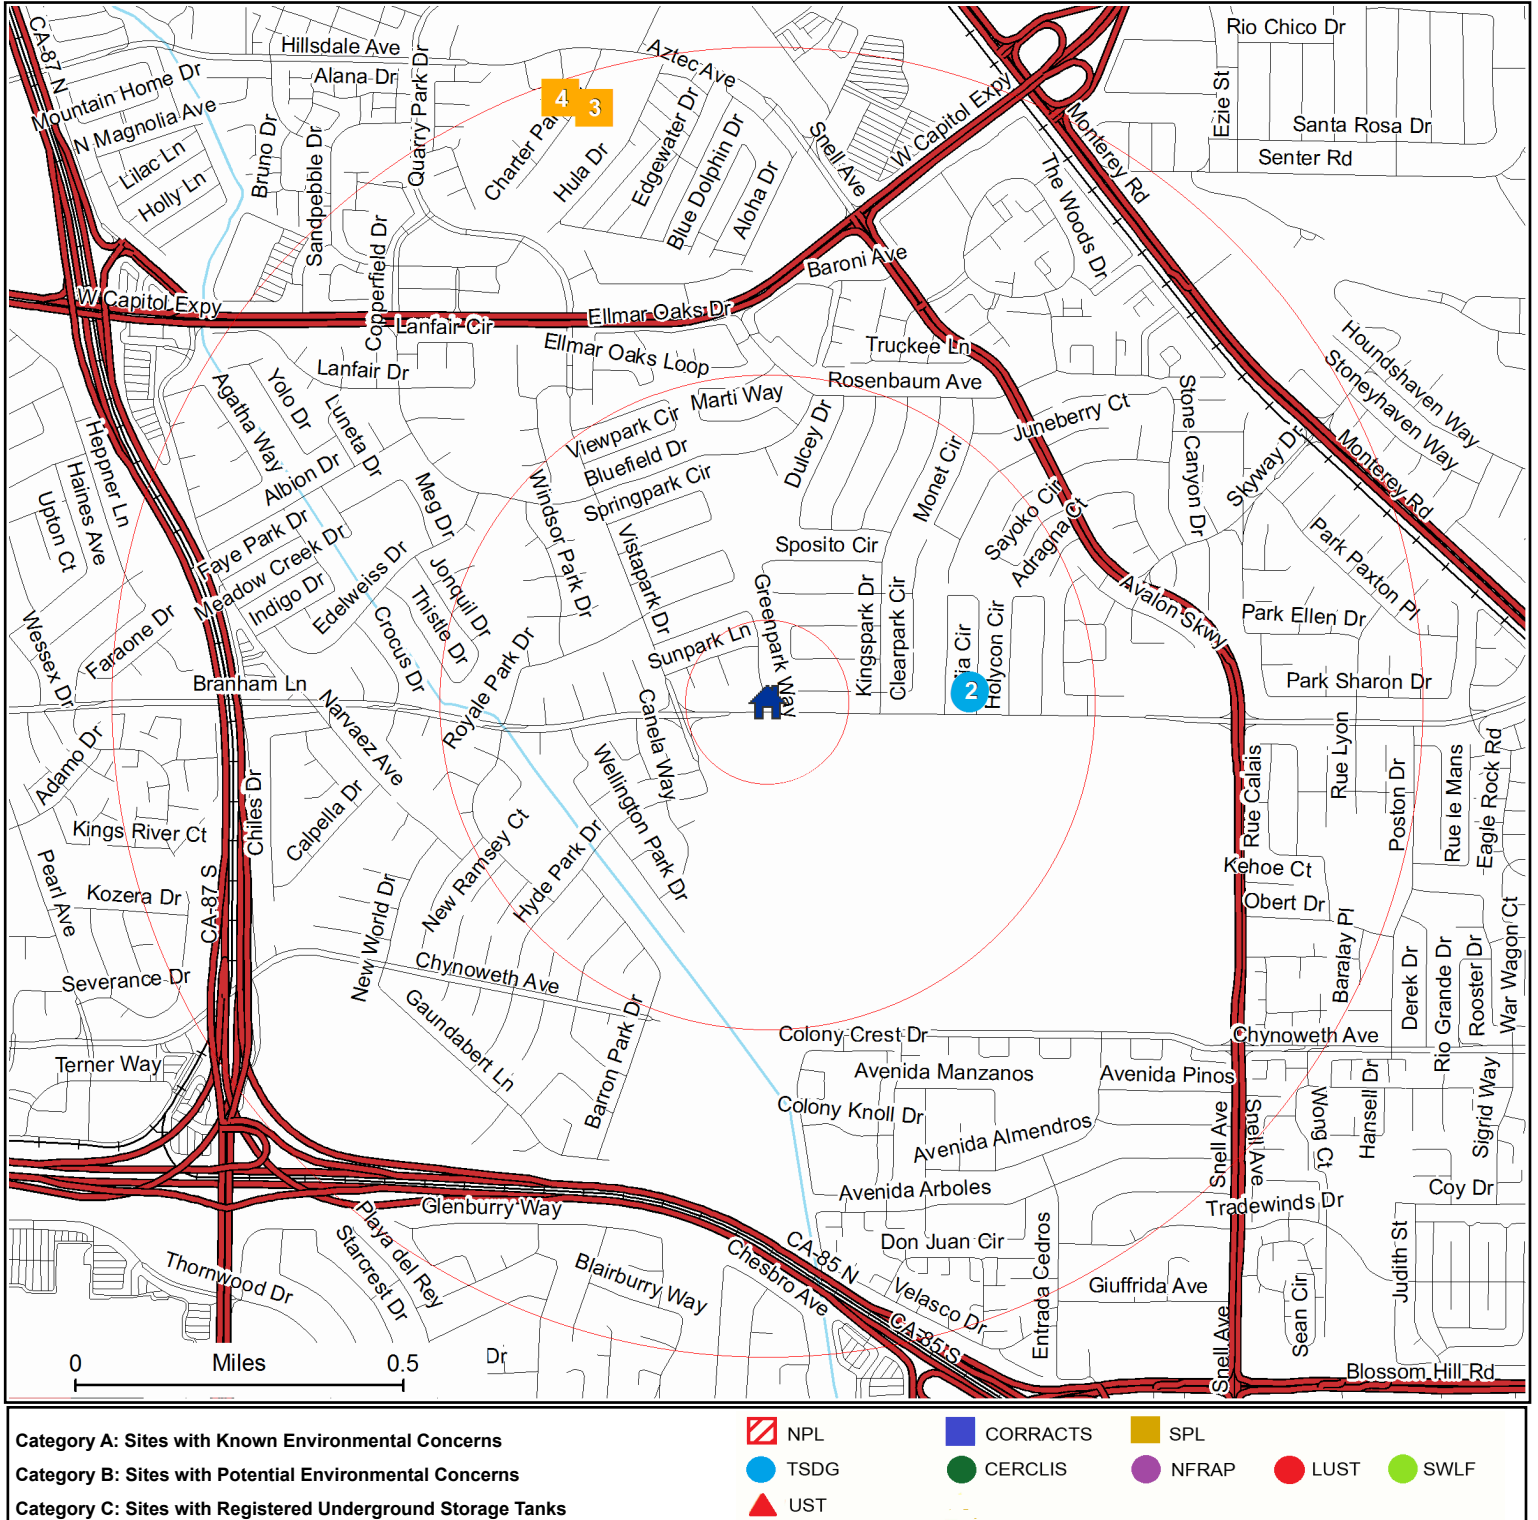 CA-87 N
Hillsdale Ave
Alana Dr
Mountain Home Dr
N Magnolia Ave
Lilac Ln
Holly Ln
Bruno Dr
Sandpebble Dr
Quarry Park Dr
Copperfield Dr
4
3
Charter
Hula Dr
Aztec Ave
Edgewater Dr
Blue Dolphin Dr
Aloha Dr
Snell Ave
W Capitol Expy
Monterey Rd
The Woods Dr
Rio Chico Dr
Ezie St
Santa Rosa Dr
Senter Rd
Baroni Ave
W Capitol Expy
Lanfair Cir
Ellmar Oaks Dr
Ellmar Oaks Loop
Lanfair Dr
Truckee Ln
Rosenbaum Ave
Houndshaven Way
Stoneyhaven Way
Agatha Way
Yolo Dr
Luneta Dr
Albion Dr
Meg Dr
Viewpark Cir
Marti Way
Bluefield Dr
Springpark Cir
Dulcey Dr
Monet Cir
Juneberry Ct
Stone Canyon Dr
Skyway Dr
Monterey Rd
Heppner Ln
Haines Ave
Upton Ct
Faye Park Dr
Meadow Creek Dr
Indigo Dr
Edelweiss Dr
Jonquil Dr
Thistle Dr
Crocus Dr
Windsor Park Dr
Vistapark Dr
Sposito Cir
Greenpark Way
Kingspark Dr
Clearpark Cir
Sayoko Cir
Adragna Ct
Avalon Skwy
Park Paxton Pl
Park Ellen Dr
Park Sharon Dr
Wessex Dr
Faraone Dr
Branham Ln
Narvaez Ave
Royale Park Dr
Sunpark Ln
Canela Way
ia Cir
2
Holycon Cir
Adamo Dr
Kings River Ct
Chiles Dr
Calpella Dr
Wellington Park Dr
New Ramsey Ct
Hyde Park Dr
Rue Calais
Rue Lyon
Poston Dr
Rue le Mans
Eagle Rock Rd
Kehoe Ct
Obert Dr
Pearl Ave
Kozera Dr
CA-87 S
Severance Dr
New World Dr
Chynoweth Ave
Gaundabert Ln
Barron Park Dr
Baralay Pl
Derek Dr
Rio Grande Dr
Rooster Dr
War Wagon Ct
Colony Crest Dr
Chynoweth Ave
Terner Way
Avenida Manzanos
Avenida Pinos
Colony Knoll Dr
Avenida Almendros
Avenida Arboles
Snell Ave
Snell Ave
Wong Ct
Hansell Dr
Sigrid Way
Coy Dr
Tradewinds Dr
Glenburry Way
Playa del Rey
Starcrest Dr
Thornwood Dr
Blairburry Way
Chesbro Ave
CA-85 N
CA-85 S
Don Juan Cir
Velasco Dr
Entrada Cedros
Giuffrida Ave
Sean Cir
Judith St
Snell Ave
Blossom Hill Rd
Dr
0 Miles 0.5
Category A: Sites with Known Environmental Concerns
Category B: Sites with Potential Environmental Concerns
Category C: Sites with Registered Underground Storage Tanks
NPL CORRACTS SPL
TSDG CERCLIS NFRAP LUST SWLF
UST